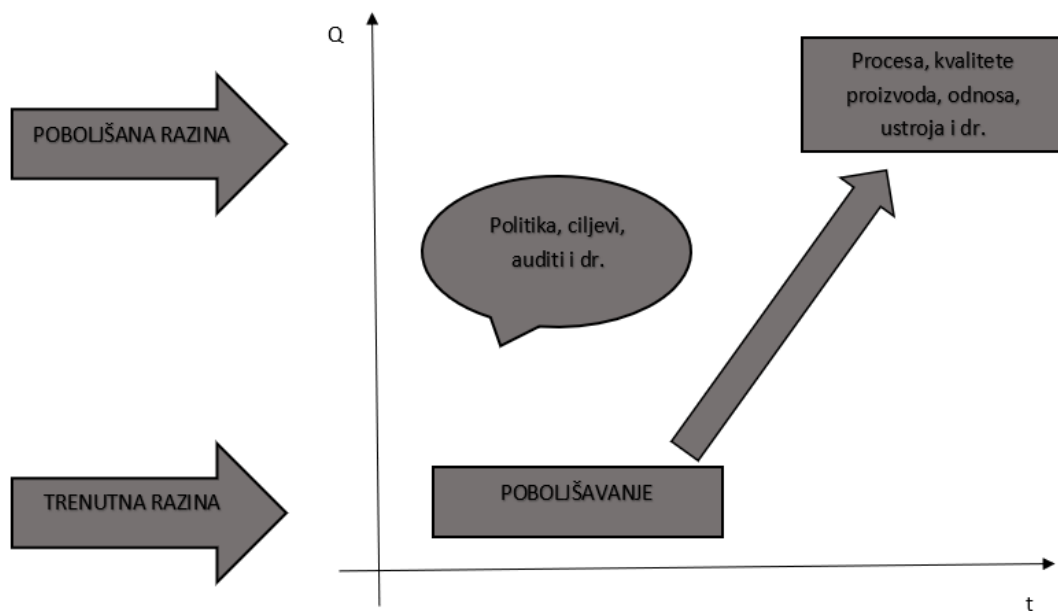 Q
Procesa, kvalitete
proizvoda, odnosa,
ustroja i dr.
POBOLJŠANA RAZINA
Politika, ciljevi,
auditi i dr.
TRENUTNA RAZINA
POBOLJŠAVANJE
t